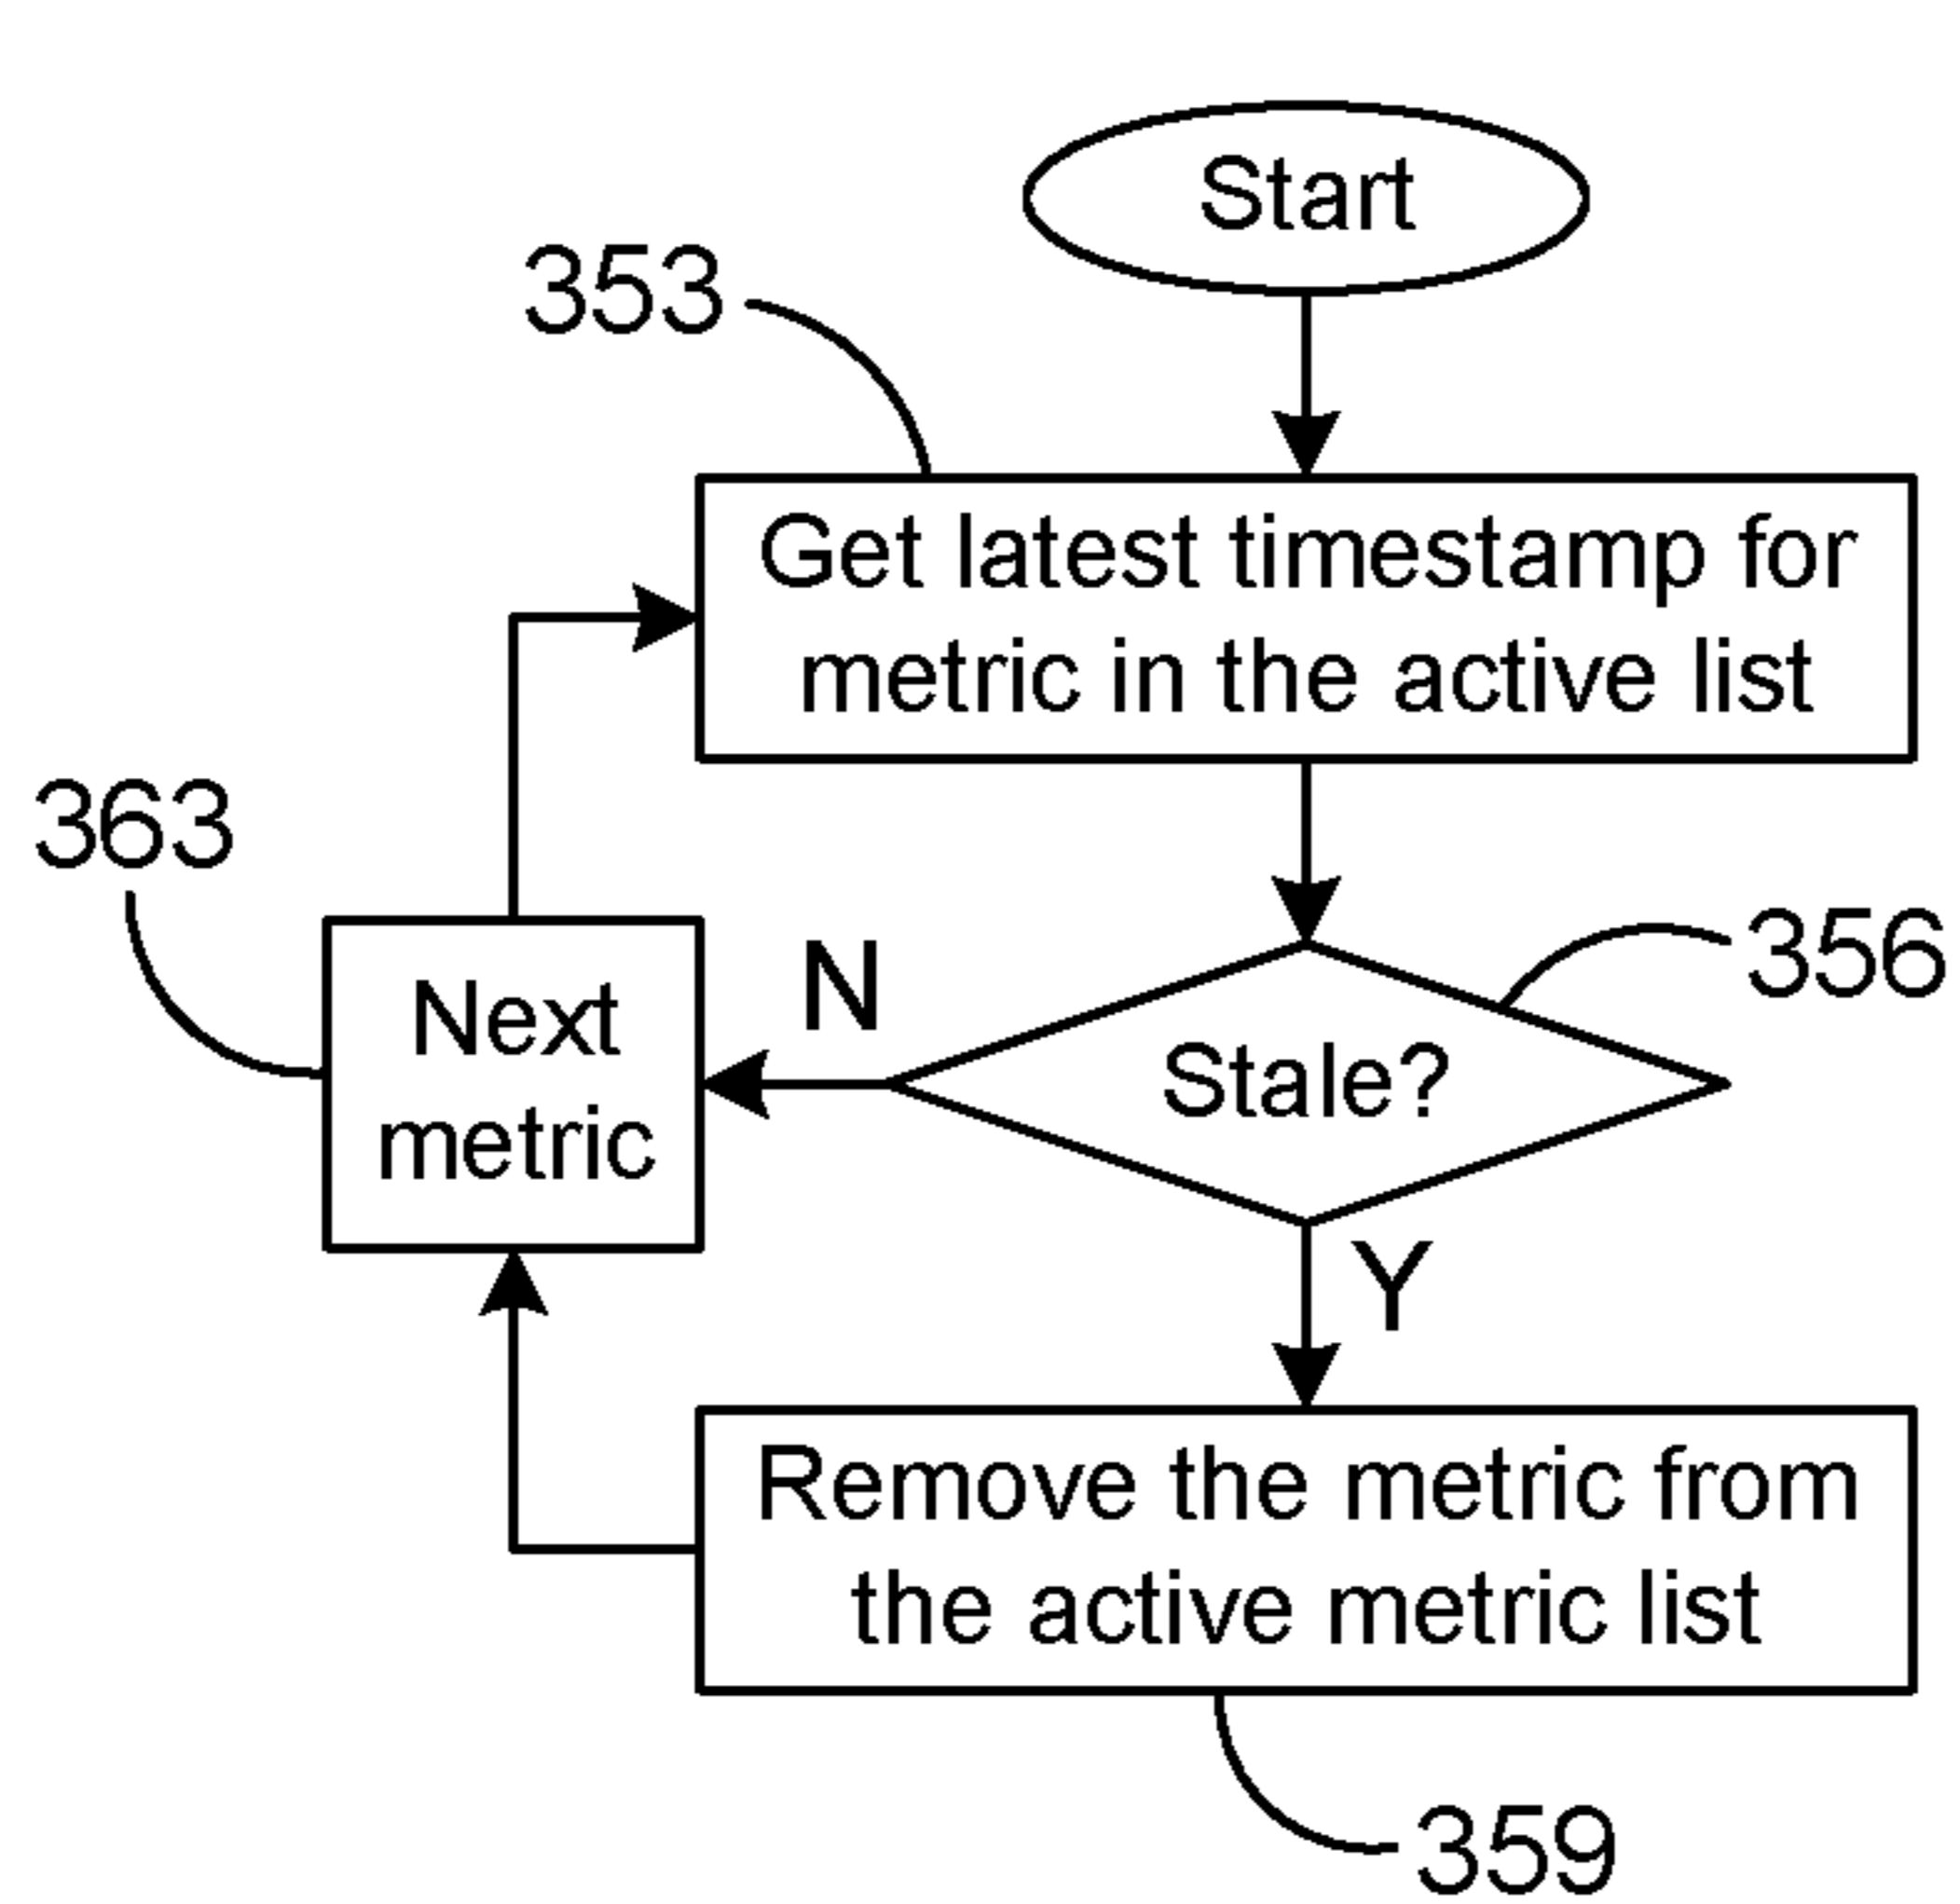 Start
353
Get latest timestamp for
metric in the active list
363
356
N
Next
metric
Stale?
Y
Remove the metric from
the active metric list
359